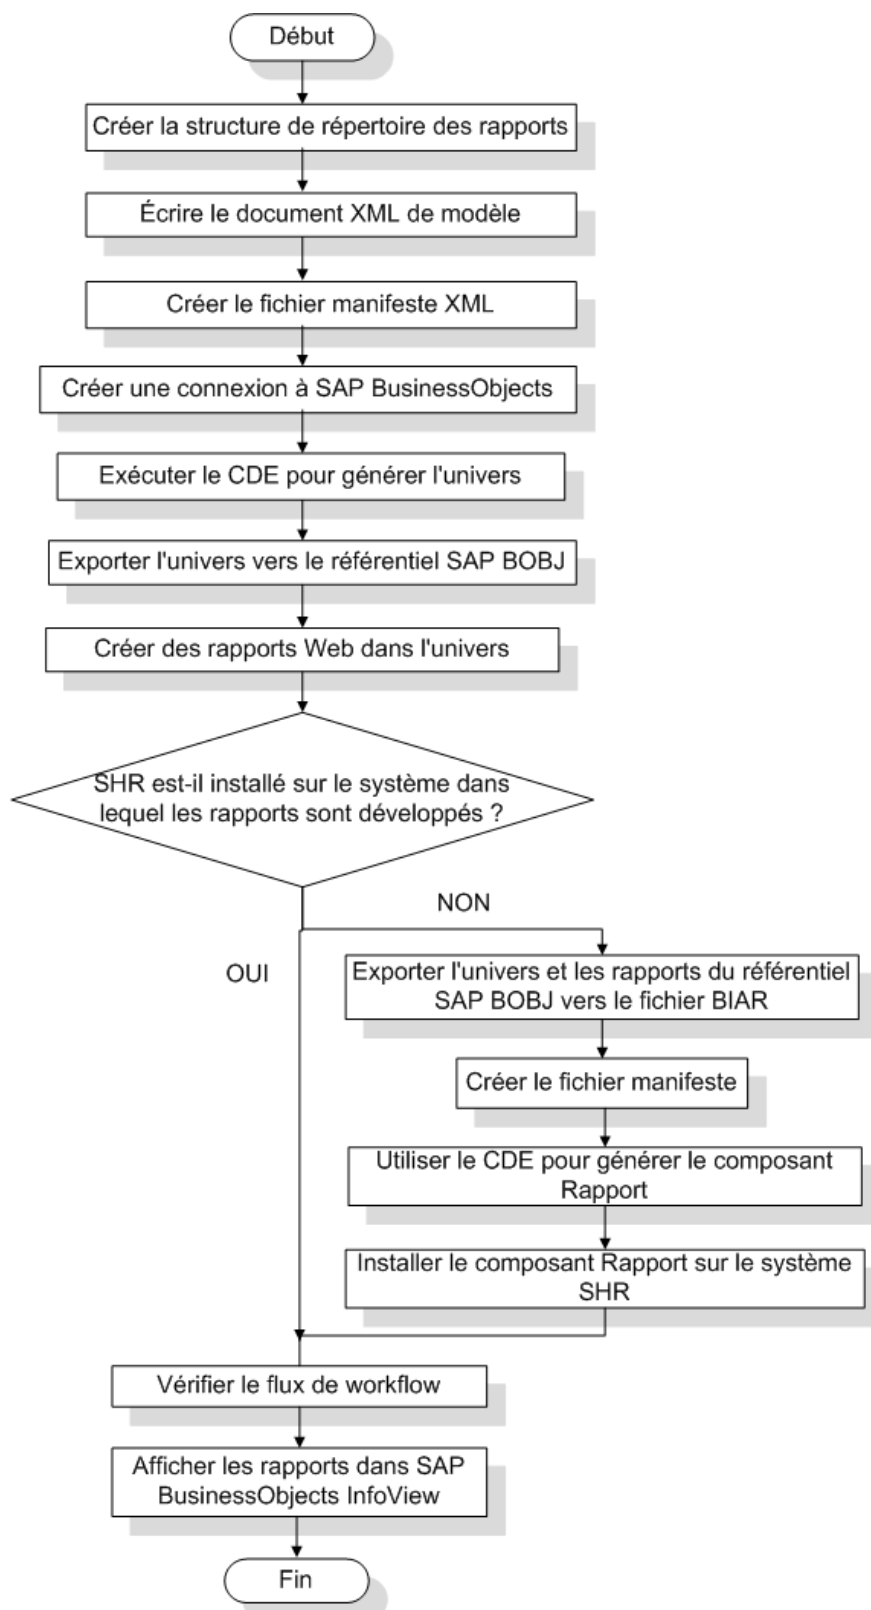 Début
Créer la structure de répertoire des rapports
Écrire le document XML de modèle
Créer le fichier manifeste XML
Créer une connexion à SAP BusinessObjects
Exécuter le CDE pour générer l'univers
Exporter l'univers vers le référentiel SAP BOBJ
Créer des rapports Web dans l'univers
SHR est-il installé sur le système dans
lequel les rapports sont développés ?
NON
OUI
Exporter l'univers et les rapports du référentiel
SAP BOBJ vers le fichier BIAR
Créer le fichier manifeste
Utiliser le CDE pour générer le composant
Rapport
Installer le composant Rapport sur le système
SHR
Vérifier le flux de workflow
Afficher les rapports dans SAP
BusinessObjects InfoView
Fin